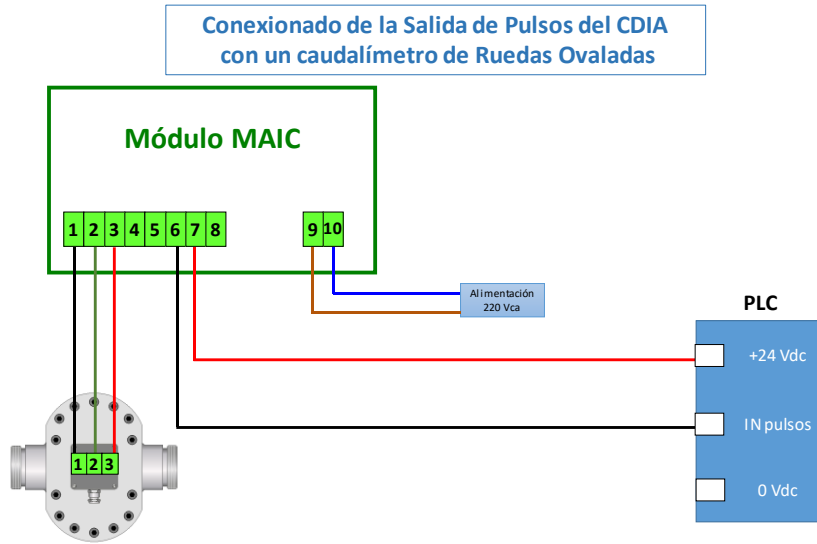 Conexionado de la Salida de Pulsos del CDIA
con un caudalímetro de Ruedas Ovaladas
Módulo MAIC
1 2 3 4 5 6 7 8 9 10
Alimentación
220 Vca
PLC
+24 Vdc
IN pulsos
1 2 3
0 Vdc